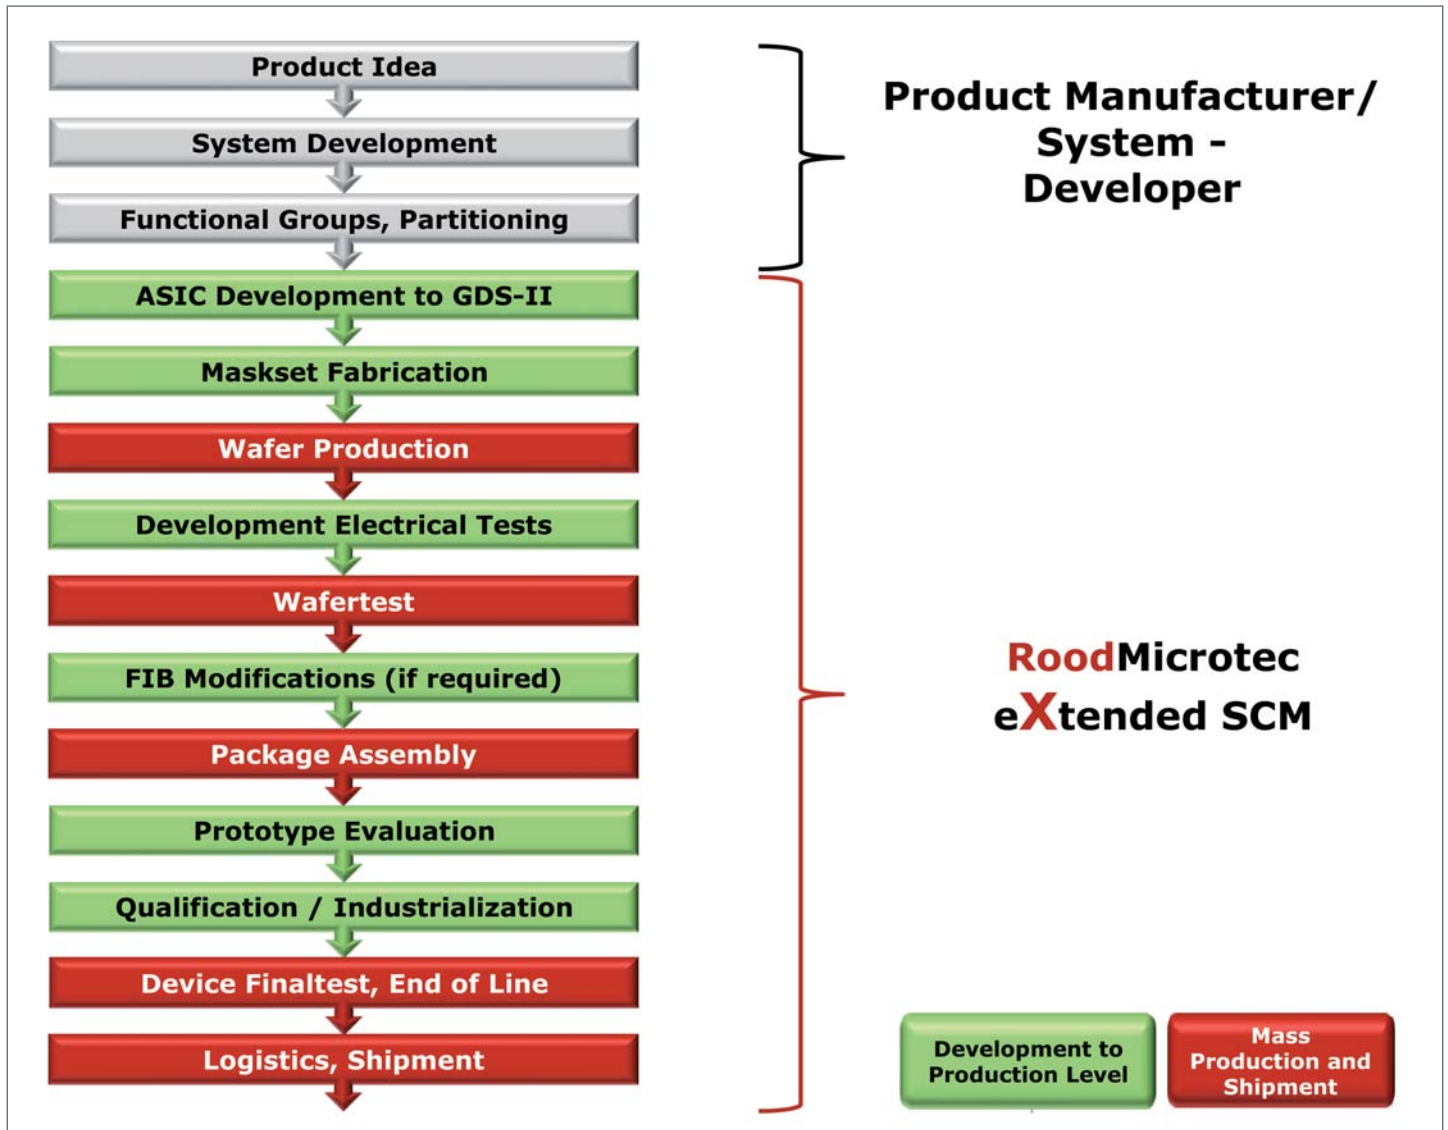 Product Idea
System Development
Functional Groups, Partitioning
ASIC Development to GDS-II
Maskset Fabrication
Wafer Production
Development Electrical Tests
Wafertest
FIB Modifications (if required)
Package Assembly
Prototype Evaluation
Qualification / Industrialization
Device Finaltest, End of Line
Logistics, Shipment
Product Manufacturer/
System -
Developer
RoodMicrotec
eXtended SCM
Development to
Production Level
Mass
Production and
Shipment